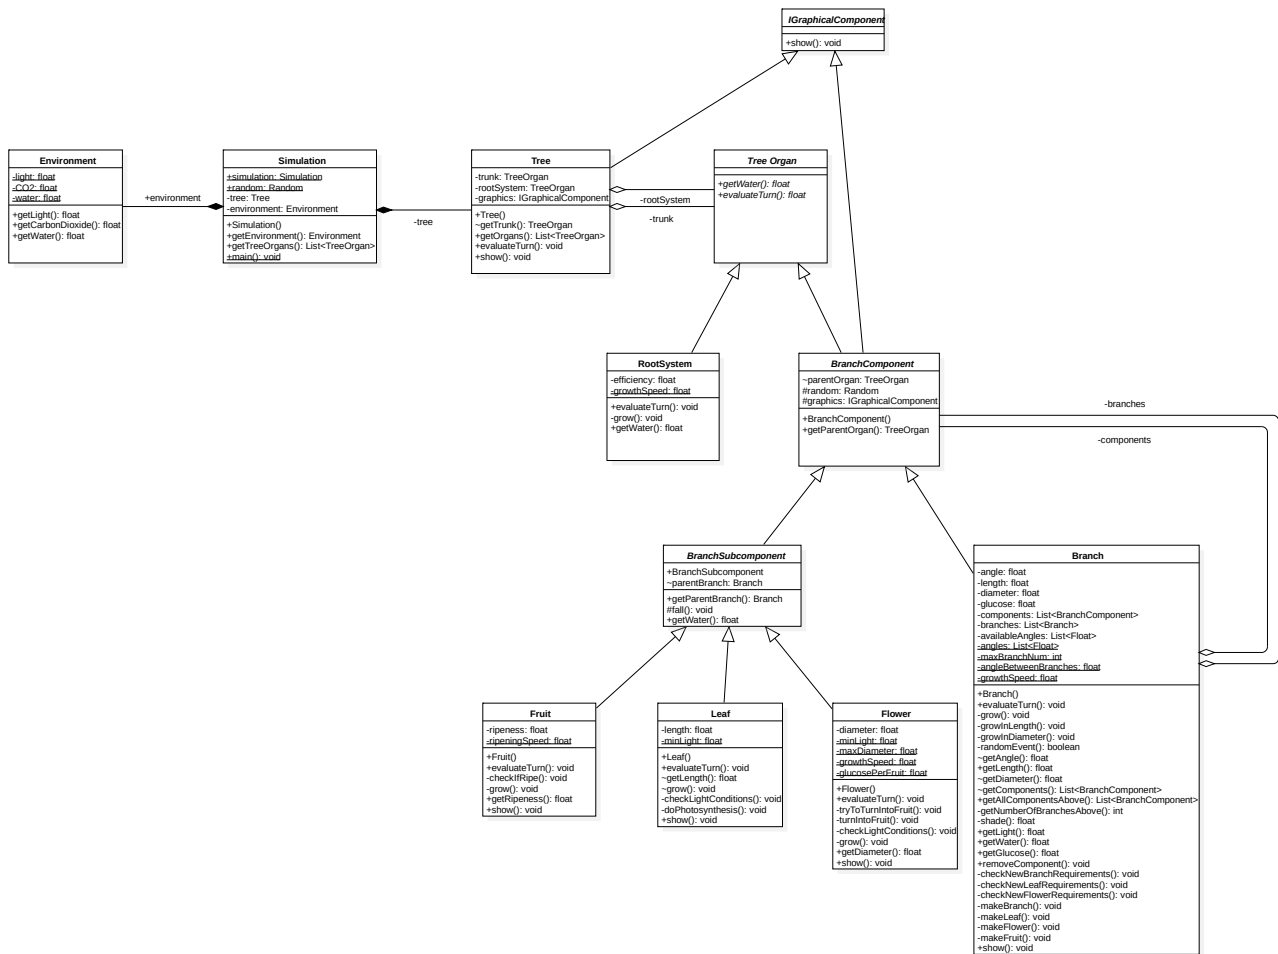 IGraphicalComponent
+show(): void
Environment
-light: float
-CO2: float
-water: float
+getLight(): float
+getCarbonDioxide(): float
+getWater(): float
+environment
Simulation
+simulation: Simulation
+random: Random
-tree: Tree
-environment: Environment
+Simulation()
+getEnvironment(): Environment
+getTreeOrgans(): List<TreeOrgan>
+main(): void
-tree
Tree
-trunk: TreeOrgan
-rootSystem: TreeOrgan
-graphics: IGraphicalComponent
+Tree()
~getTrunk(): TreeOrgan
+getOrgans(): List<TreeOrgan>
+evaluateTurn(): void
+show(): void
-rootSystem
-trunk
Tree Organ
+getWater(): float
+evaluateTurn(): float
RootSystem
-efficiency: float
-growthSpeed: float
+evaluateTurn(): void
-grow(): void
+getWater(): float
BranchComponent
~parentOrgan: TreeOrgan
#random: Random
#graphics: IGraphicalComponent
+BranchComponent()
+getParentOrgan(): TreeOrgan
-branches
-components
BranchSubcomponent
+BranchSubcomponent
~parentBranch: Branch
+getParentBranch(): Branch
#fall(): void
+getWater(): float
Branch
-angle: float
-length: float
-diameter: float
-glucose: float
-components: List<BranchComponent>
-branches: List<Branch>
-availableAngles: List<Float>
-angles: List<Float>
-maxBranchNum: int
-angleBetweenBranches: float
-growthSpeed: float
+Branch()
+evaluateTurn(): void
-grow(): void
-growInLength(): void
-growInDiameter(): void
-randomEvent(): boolean
~getAngle(): float
+getLength(): float
~getDiameter(): float
~getComponents(): List<BranchComponent>
+getAllComponentsAbove(): List<BranchComponent>
-getNumberOfBranchesAbove(): int
-shade(): float
+getLight(): float
+getWater(): float
+getGlucose(): float
+removeComponent(): void
-checkNewBranchRequirements(): void
-checkNewLeafRequirements(): void
-checkNewFlowerRequirements(): void
-makeBranch(): void
-makeLeaf(): void
-makeFlower(): void
-makeFruit(): void
+show(): void
Fruit
-ripeness: float
-ripeningSpeed: float
+Fruit()
+evaluateTurn(): void
-checkIfRipe(): void
-grow(): void
+getRipeness(): float
+show(): void
Leaf
-length: float
-minLight: float
+Leaf()
+evaluateTurn(): void
~getLength(): float
~grow(): void
-checkLightConditions(): void
-doPhotosynthesis(): void
+show(): void
Flower
-diameter: float
-minLight: float
-maxDiameter: float
-growthSpeed: float
-glucosePerFruit: float
+Flower()
+evaluateTurn(): void
-tryToTurnIntoFruit(): void
-turnIntoFruit(): void
-checkLightConditions(): void
-grow(): void
+getDiameter(): float
+show(): void